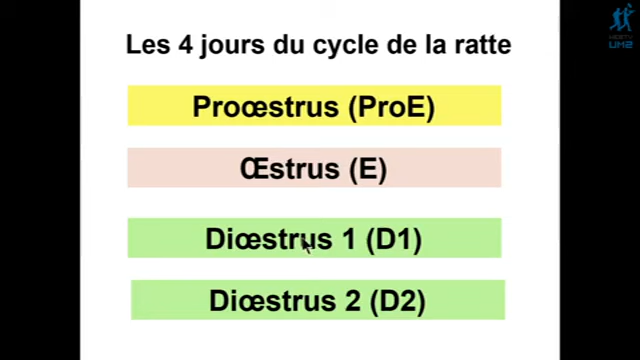 Les 4 jours du cycle de la ratte
Proœstrus (ProE)
Œstrus (E)
Diœstrus 1 (D1)
Diœstrus 2 (D2)
UM2